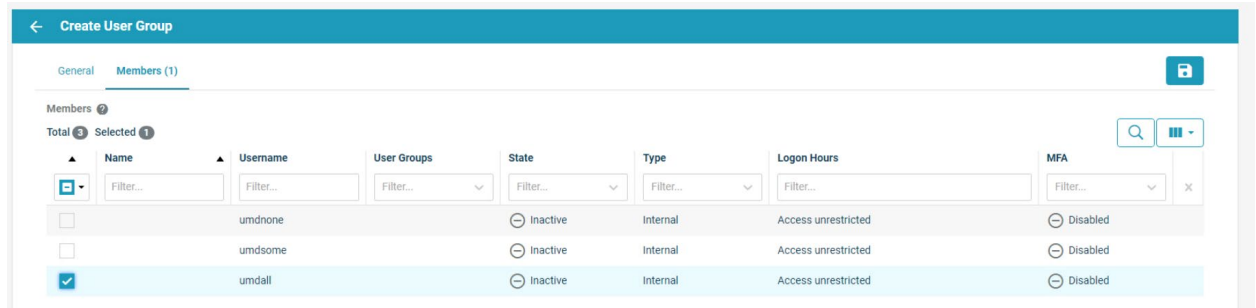 Create User Group
General Members (1)
Members
Total 3 Selected 1
Name Username User Groups State Type Logon Hours MFA
Filter... Filter... Filter... Filter... Filter... Filter... Filter...
umdnone Inactive Internal Access unrestricted Disabled
umdsome Inactive Internal Access unrestricted Disabled
umdall Inactive Internal Access unrestricted Disabled